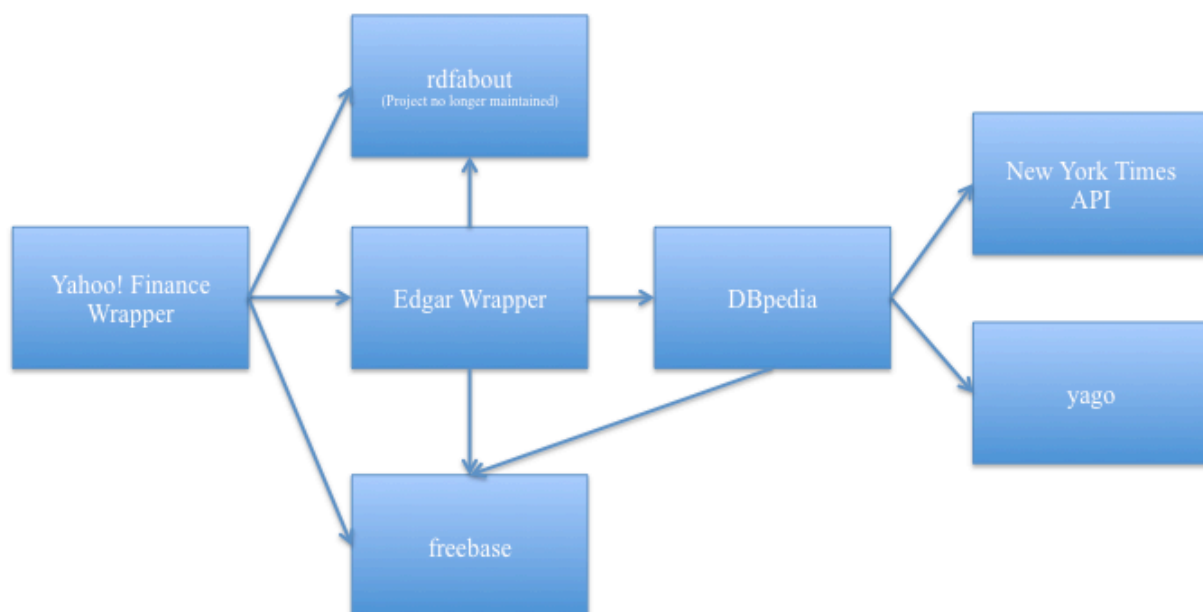 rdfabout
(Project no longer maintained)
New York Times
API
Yahoo! Finance
Wrapper
Edgar Wrapper
DBpedia
yago
freebase